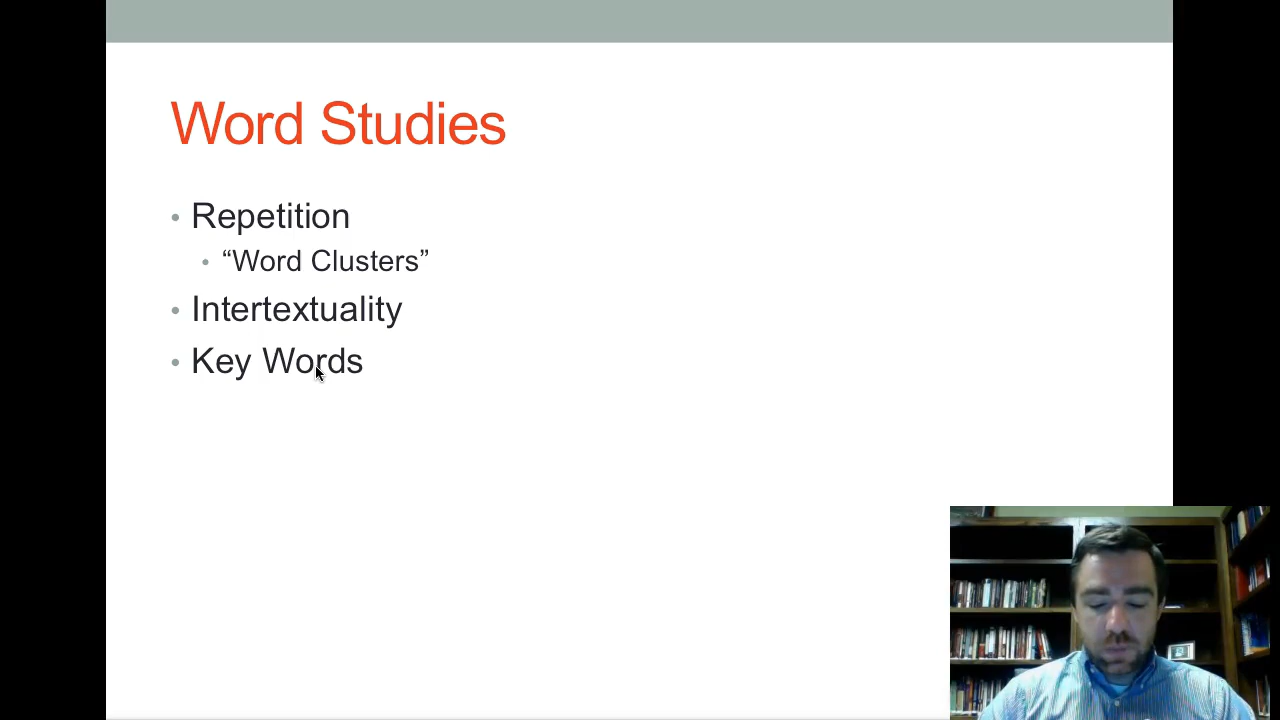 Word Studies
• Repetition
• “Word Clusters”
• Intertextuality
• Key Words